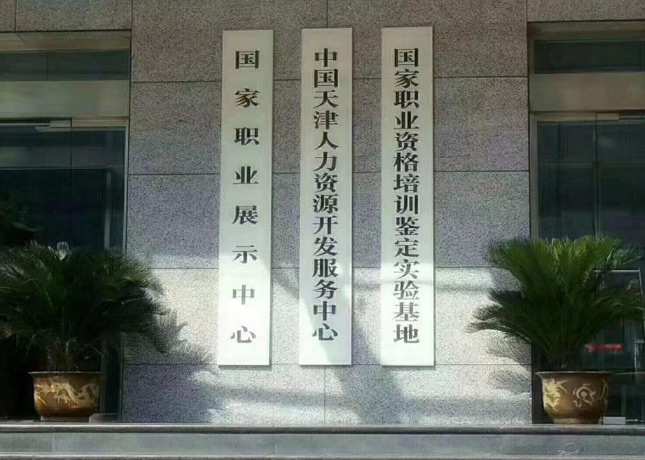 国家职业展示中心
中国天津人力资源开发服务中心
国家职业资格培训鉴定实验基地